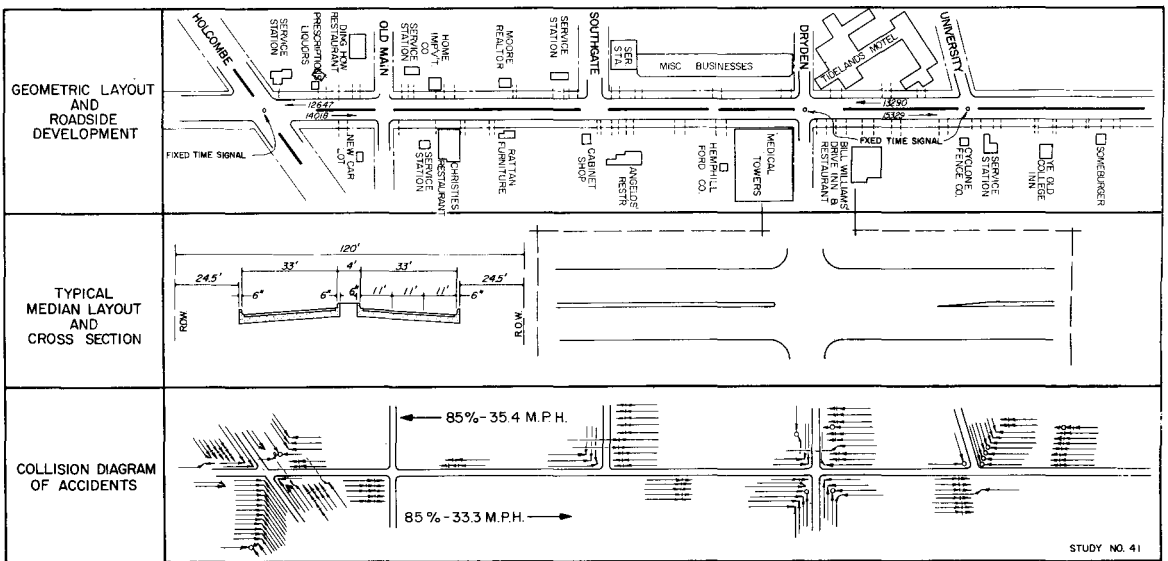 GEOMETRIC LAYOUT
AND
ROADSIDE
DEVELOPMENT
HOLCOMBE
SERVICE
STATION
PRESCRIPTIONS
LIQUORS
DING HOW
RESTAURANT
OLD MAIN
SERVICE
STATION
HOME
IMPV'T.
CO
MOORE
REALTOR
SERVICE
STATION
SOUTHGATE
SER
STA
MISC BUSINESSES
DRYDEN
TIDELANDS MOTEL
UNIVERSITY
12647
14018
13290
15329
FIXED TIME SIGNAL
FIXED TIME SIGNAL
NEW CAR
LOT
SERVICE
STATION
CHRISTIES
RESTAURANT
RATTAN
FURNITURE
CABINET
SHOP
ANGELOS'
RESTR
HEMPHILL
FORD CO
MEDICAL
TOWERS
BILL WILLIAMS'
DRIVE INN &
RESTAURANT
CYCLONE
FENCE CO.
SERVICE
STATION
YE OLD
COLLEGE
INN
SOMEBURGER
TYPICAL
MEDIAN LAYOUT
AND
CROSS SECTION
120'
24.5'
33'
4'
33'
24.5'
6"
6"
6"
11'
11'
11'
6"
ROW
ROW
COLLISION DIAGRAM
OF ACCIDENTS
85%-35.4 M.P.H.
85%-33.3 M.P.H.
STUDY NO. 41